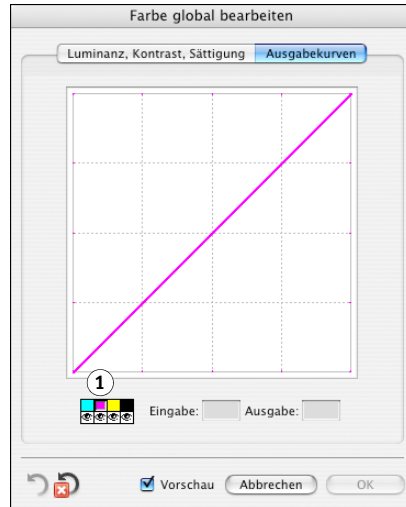 Farbe global bearbeiten
Luminanz, Kontrast, Sättigung Ausgabekurven
1
Eingabe: Ausgabe:
Vorschau Abbrechen OK